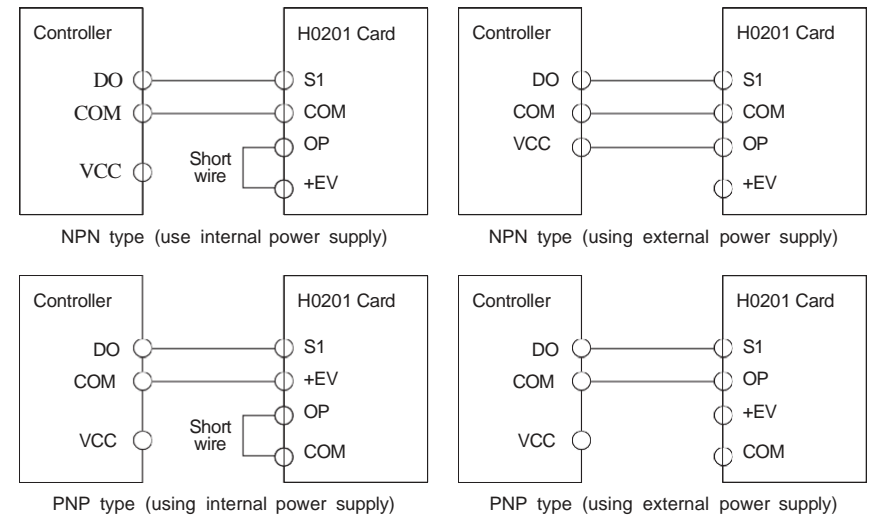 Controller
H0201 Card
DO
S1
COM
COM
OP
VCC
Short
wire
+EV
NPN type (use internal power supply)
Controller
H0201 Card
DO
S1
COM
COM
VCC
OP
+EV
NPN type (using external power supply)
Controller
H0201 Card
DO
S1
COM
+EV
OP
VCC
Short
wire
COM
PNP type (using internal power supply)
Controller
H0201 Card
DO
S1
COM
OP
+EV
VCC
COM
PNP type (using external power supply)